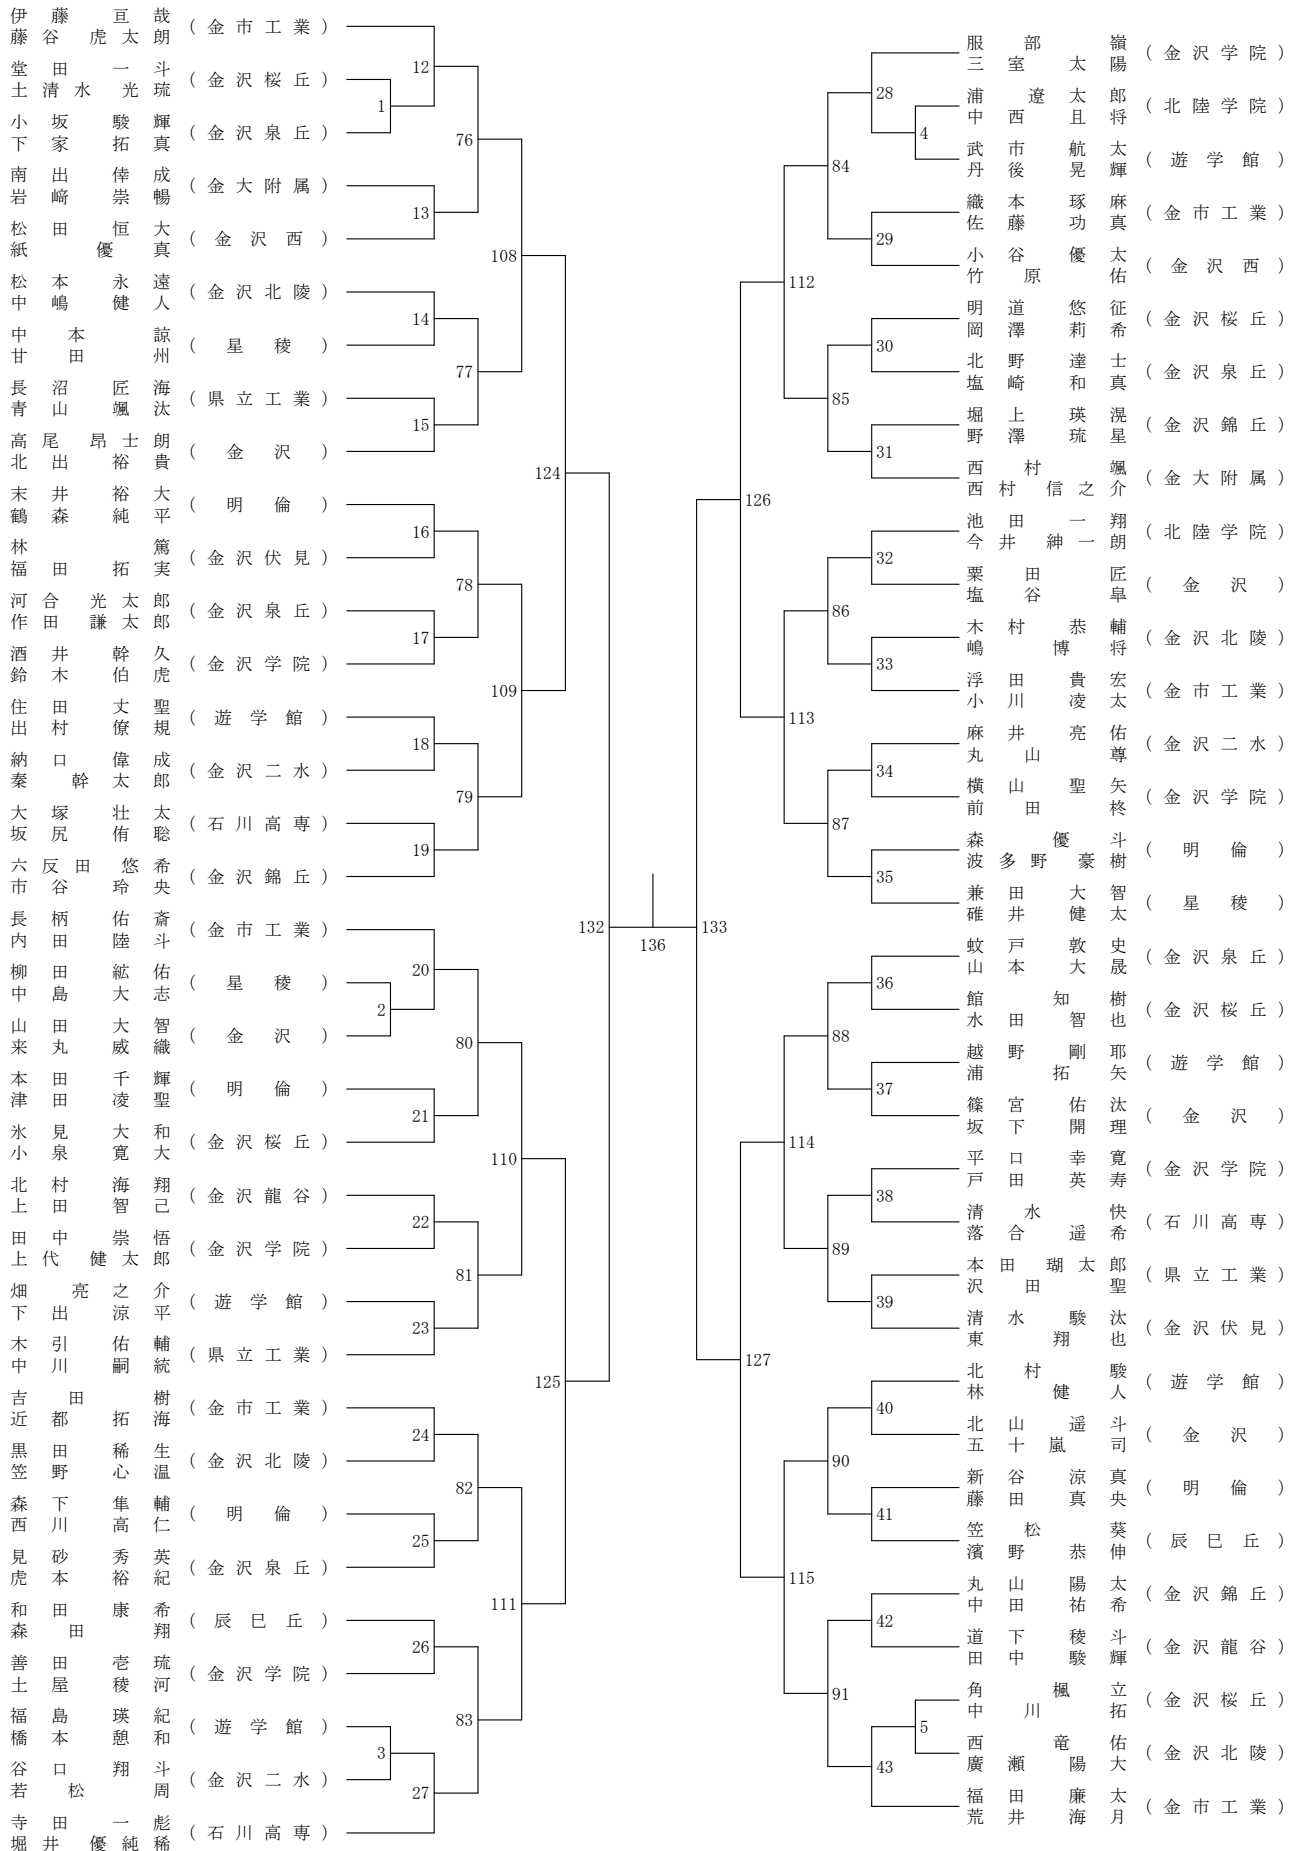 伊藤亘哉
藤谷虎太朗
(金市工業)
堂田一斗
土清水光琉
(金沢桜丘)
小坂駿輝
下家拓真
(金沢泉丘)
南出倖成
岩﨑崇暢
(金大附属)
松田恒大
紙優真
(金沢西)
松本永遠
中嶋健人
(金沢北陵)
中本諒
甘田州
(星稜)
長沼匠海
青山颯汰
(県立工業)
高尾昂士朗
北出裕貴
(金沢)
末井裕大
鶴森純平
(明倫)
林篤
福田拓実
(金沢伏見)
河合光太郎
作田謙太郎
(金沢泉丘)
酒井幹久
鈴木伯虎
(金沢学院)
住田丈聖
出村僚規
(遊学館)
納口偉成
秦幹太郎
(金沢二水)
大塚壮太
坂尻侑聡
(石川高専)
六反田悠希
市谷玲央
(金沢錦丘)
長柄佑斎
内田陸斗
(金市工業)
柳田紘佑
中島大志
(星稜)
山田大智
来丸威織
(金沢)
本田千輝
津田凌聖
(明倫)
氷見大和
小泉寛大
(金沢桜丘)
北村海翔
上田智己
(金沢龍谷)
田中崇悟
上代健太郎
(金沢学院)
畑亮之介
下出涼平
(遊学館)
木引佑輔
中川嗣統
(県立工業)
吉田樹
近都拓海
(金市工業)
黒田稀生
笠野心温
(金沢北陵)
森下隼輔
西川高仁
(明倫)
見砂秀英
虎本裕紀
(金沢泉丘)
和田康希
森田翔
(辰巳丘)
善田壱琉
土屋稜河
(金沢学院)
福島瑛紀
橋本憩和
(遊学館)
谷口翔斗
若松周
(金沢二水)
寺田一彪
堀井優純稀
(石川高専)
1
2
3
12
13
14
15
16
17
18
19
20
21
22
23
24
25
26
27
76
77
78
79
80
81
82
83
108
109
110
111
124
125
132
136
133
126
127
112
113
114
115
84
85
86
87
88
89
90
91
28
29
30
31
32
33
34
35
36
37
38
39
40
41
42
43
4
5
服部嶺
三室太陽
(金沢学院)
浦遼太郎
中西且将
(北陸学院)
武市航太
丹後晃輝
(遊学館)
織本琢麻
佐藤功真
(金市工業)
小谷優太
竹原佑
(金沢西)
明道悠征
岡澤莉希
(金沢桜丘)
北野達士
塩崎和真
(金沢泉丘)
堀上瑛滉
野澤琉星
(金沢錦丘)
西村颯
西村信之介
(金大附属)
池田一翔
今井紳一朗
(北陸学院)
粟田匠
塩谷皐
(金沢)
木村恭輔
嶋博将
(金沢北陵)
浮田貴宏
小川凌太
(金市工業)
麻井亮佑
丸山尊
(金沢二水)
横山聖矢
前田柊
(金沢学院)
森優斗
波多野豪樹
(明倫)
兼田大智
碓井健太
(星稜)
蚊戸敦史
山本大晟
(金沢泉丘)
館知樹
水田智也
(金沢桜丘)
越野剛耶
浦拓矢
(遊学館)
篠宮佑汰
坂下開理
(金沢)
平口幸寛
戸田英寿
(金沢学院)
清水快
落合遥希
(石川高専)
本田瑚太郎
沢田聖
(県立工業)
清水駿汰
東翔也
(金沢伏見)
北村駿
林健人
(遊学館)
北山遥斗
五十嵐司
(金沢)
新谷涼真
藤田真央
(明倫)
笠松葵
濱野恭伸
(辰巳丘)
丸山陽太
中田祐希
(金沢錦丘)
道下稜斗
田中駿輝
(金沢龍谷)
角楓立
中川拓
(金沢桜丘)
西竜佑
廣瀬陽大
(金沢北陵)
福田廉太
荒井海月
(金市工業)